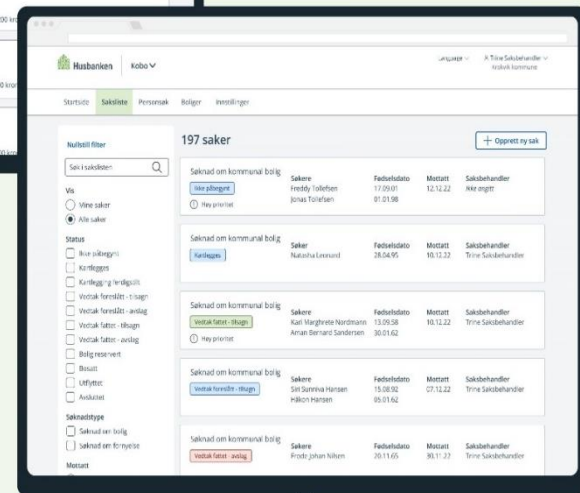 Husbanken
Kobo
Language
Trine Saksbehandler
Startside Saksliste Personsøk Boliger Innstillinger
Nullstill filter
Søk i sakslisten
Vis
Mine saker
Alle saker
Status
Ikke påbegynt
Kartlegges
Kartlegging ferdigstilt
Vedtak foreslått - tilsagn
Vedtak foreslått - avslag
Vedtak fattet - tilsagn
Vedtak fattet - avslag
Bolig reservert
Bosatt
Utflyttet
Avsluttet
Søknadstype
Søknad om bolig
Søknad om fornyelse
Mottatt
197 saker
+ Opprett ny sak
Søknad om kommunal bolig
Ikke påbegynt
Høy prioritet
Søkere Fødselsdato Mottatt Saksbehandler
Freddy Tollefsen 17.09.01 12.12.22 Ikke angitt
Jonas Tollefsen 01.01.98
Søknad om kommunal bolig
Kartlegges
Søker Fødselsdato Mottatt Saksbehandler
Natasha Lennard 28.04.95 10.12.22 Trine Saksbehandler
Søknad om kommunal bolig
Vedtak fattet - tilsagn
Høy prioritet
Søkere Fødselsdato Mottatt Saksbehandler
Kari Marghrete Nordmann 13.09.58 10.12.22 Trine Saksbehandler
Aman Bernard Sandersen 30.01.62
Søknad om kommunal bolig
Vedtak foreslått - tilsagn
Søkere Fødselsdato Mottatt Saksbehandler
Siri Sunniva Hansen 15.08.92 07.12.22 Trine Saksbehandler
Håkon Hansen 05.01.62
Søknad om kommunal bolig
Vedtak fattet - avslag
Søkere Fødselsdato Mottatt Saksbehandler
Frode Johan Nilsen 20.11.65 30.11.22 Trine Saksbehandler